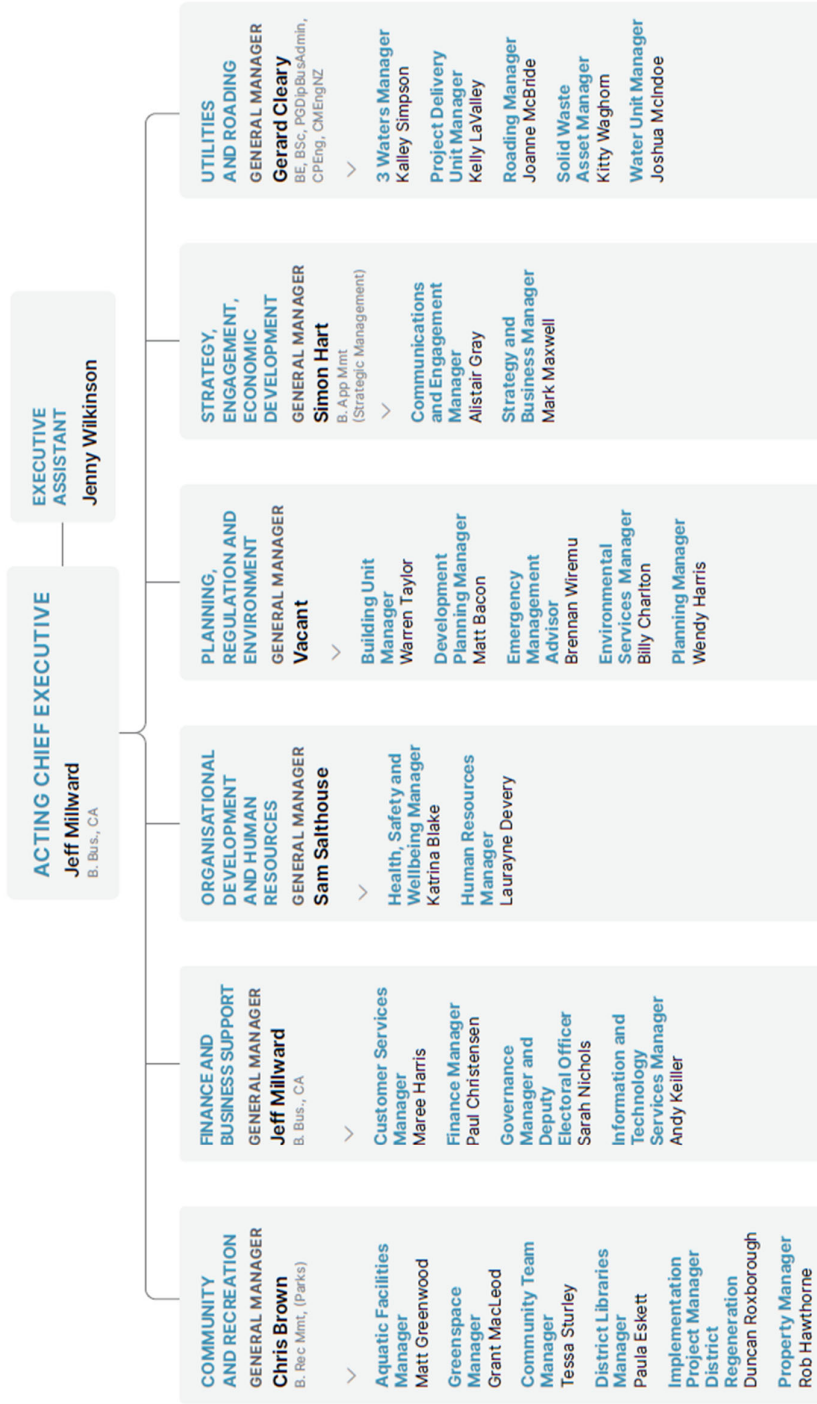 ACTING CHIEF EXECUTIVE
Jeff Millward
B. Bus., CA
EXECUTIVE
ASSISTANT
Jenny Wilkinson
COMMUNITY
AND RECREATION
GENERAL MANAGER
Chris Brown
B. Rec Mmt, (Parks)
Aquatic Facilities
Manager
Matt Greenwood
Greenspace
Manager
Grant MacLeod
Community Team
Manager
Tessa Sturley
District Libraries
Manager
Paula Eskett
Implementation
Project Manager
District
Regeneration
Duncan Roxborough
Property Manager
Rob Hawthorne
FINANCE AND
BUSINESS SUPPORT
GENERAL MANAGER
Jeff Millward
B. Bus., CA
Customer Services
Manager
Maree Harris
Finance Manager
Paul Christensen
Governance
Manager and
Deputy
Electoral Officer
Sarah Nichols
Information and
Technology
Services Manager
Andy Keiller
ORGANISATIONAL
DEVELOPMENT
AND HUMAN
RESOURCES
GENERAL MANAGER
Sam Salthouse
Health, Safety and
Wellbeing Manager
Katrina Blake
Human Resources
Manager
Laurayne Devery
PLANNING,
REGULATION AND
ENVIRONMENT
GENERAL MANAGER
Vacant
Building Unit
Manager
Warren Taylor
Development
Planning Manager
Matt Bacon
Emergency
Management
Advisor
Brennan Wiremu
Environmental
Services Manager
Billy Charlton
Planning Manager
Wendy Harris
STRATEGY,
ENGAGEMENT,
ECONOMIC
DEVELOPMENT
GENERAL MANAGER
Simon Hart
B. App Mmt
(Strategic Management)
Communications
and Engagement
Manager
Alistair Gray
Strategy and
Business Manager
Mark Maxwell
UTILITIES
AND ROADING
GENERAL MANAGER
Gerard Cleary
BE, BSc, PGDipBusAdmin,
CPEng, CMEngNZ
3 Waters Manager
Kalley Simpson
Project Delivery
Unit Manager
Kelly LaValley
Roading Manager
Joanne McBride
Solid Waste
Asset Manager
Kitty Waghorn
Water Unit Manager
Joshua McIndoe